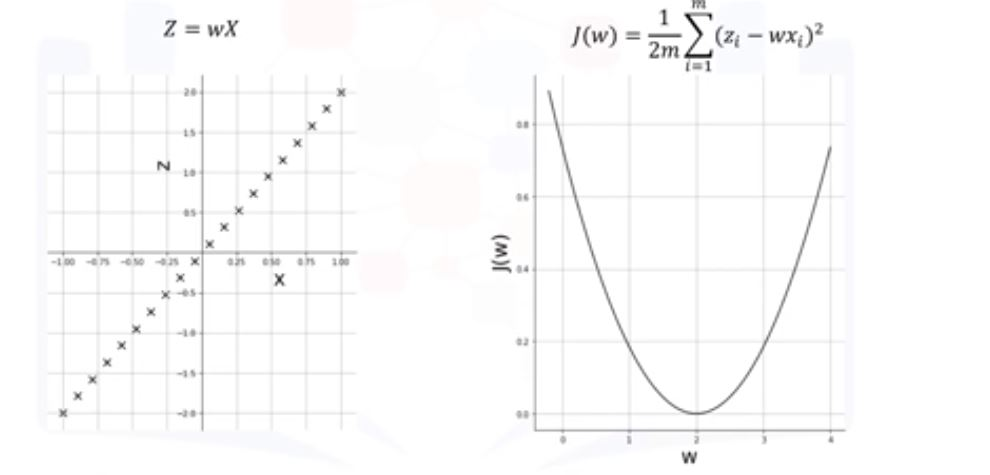 Z = wX
J(w) = \frac{1}{2m} \sum_{i=1}^{m} (z_i − wx_i)^2
2.0
1.5
Z
1.0
0.5
−1.00 −0.75 −0.50 −0.25 0.25 0.50 0.75 1.00
X
−0.5
−1.0
−1.5
−2.0
0.8
0.6
J(w)
0.4
0.2
0.0
0 1 2 3 4
w